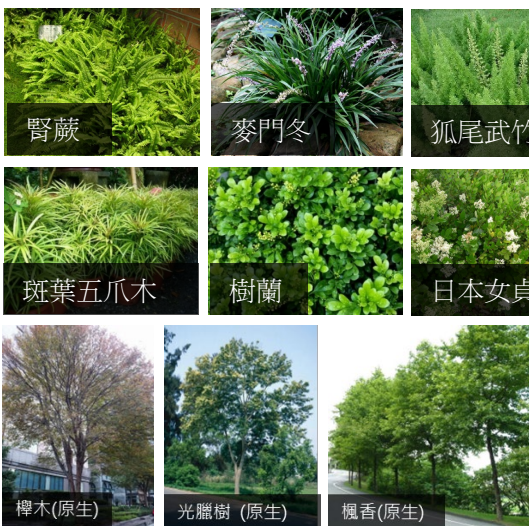 腎蕨
麥門冬
狐尾武竹
斑葉五爪木
樹蘭
日本女貞
櫸木(原生)
光臘樹 (原生)
楓香(原生)